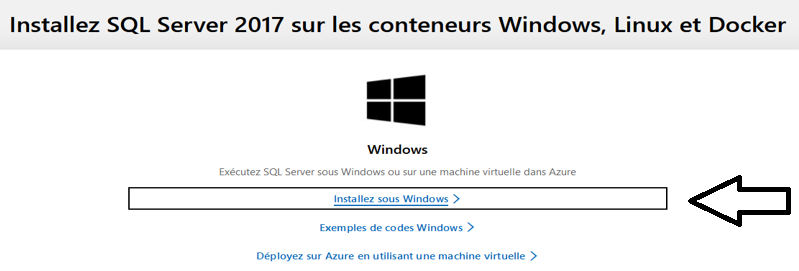 Installez SQL Server 2017 sur les conteneurs Windows, Linux et Docker
Windows
Exécutez SQL Server sous Windows ou sur une machine virtuelle dans Azure
Installez sous Windows
Exemples de codes Windows
Déployez sur Azure en utilisant une machine virtuelle